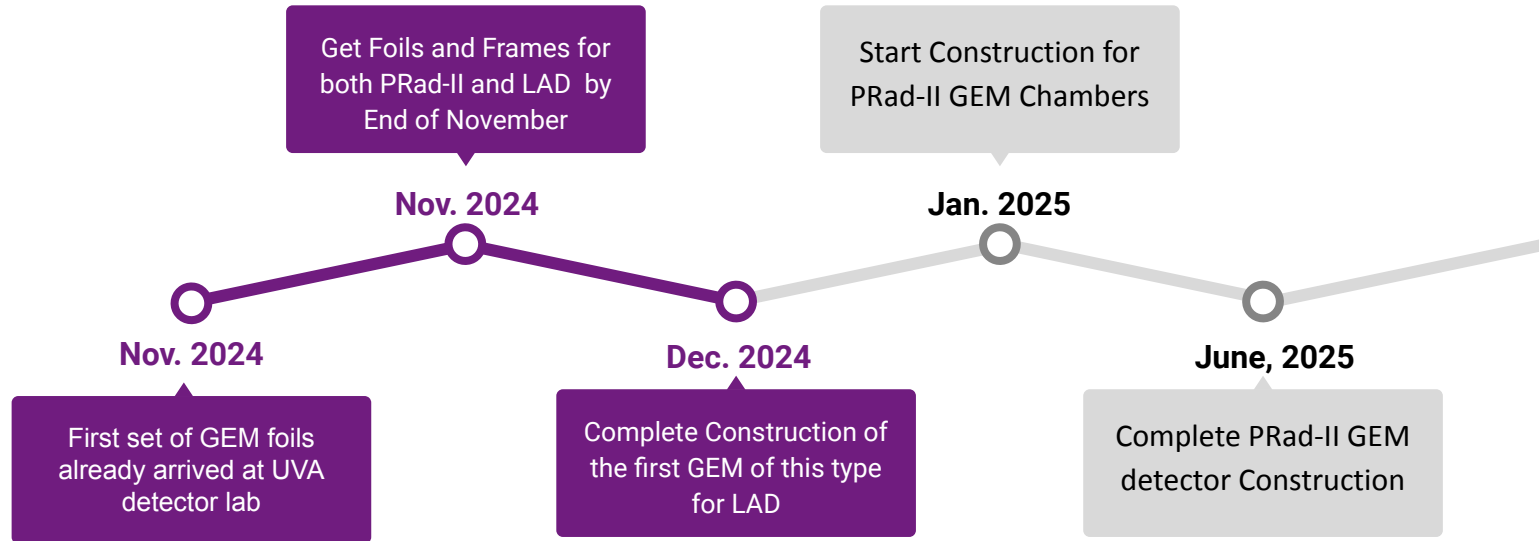 Get Foils and Frames for
both PRad-II and LAD by
End of November
Start Construction for
PRad-II GEM Chambers
Nov. 2024
Jan. 2025
Nov. 2024
Dec. 2024
June, 2025
First set of GEM foils
already arrived at UVA
detector lab
Complete Construction of
the first GEM of this type
for LAD
Complete PRad-II GEM
detector Construction